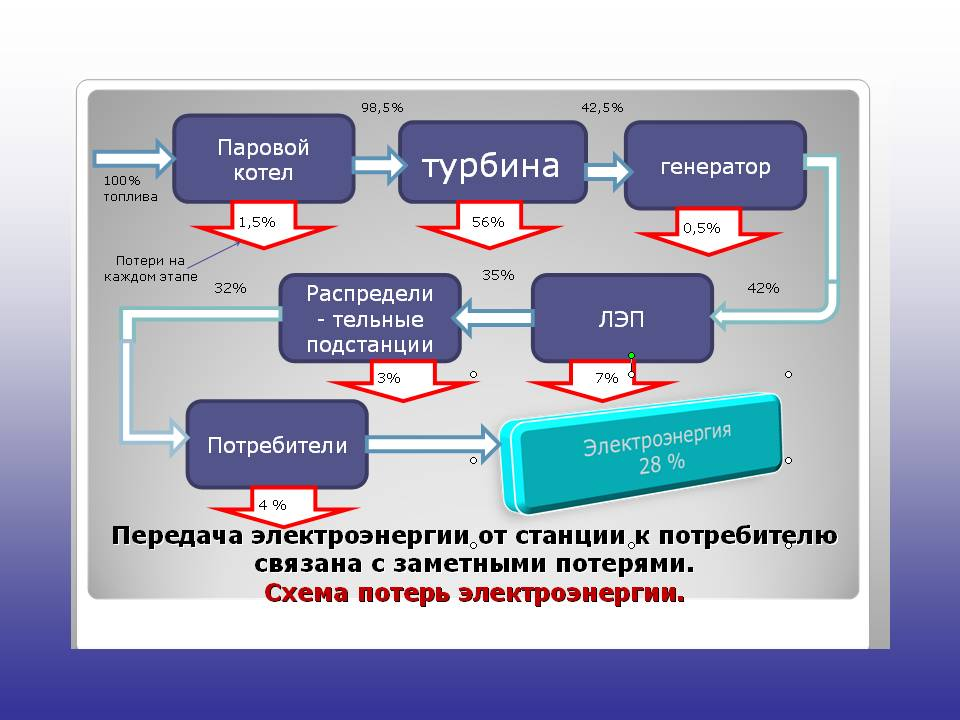 98,5%
42,5%
Паровой
котел
турбина
генератор
100%
топлива
1,5%
56%
0,5%
Потери на
каждом этапе
32%
35%
42%
Распредели
- тельные
подстанции
ЛЭП
3%
7%
Потребители
Электроэнергия
28 %
4 %
Передача электроэнергии от станции к потребителю
связана с заметными потерями.
Схема потерь электроэнергии.